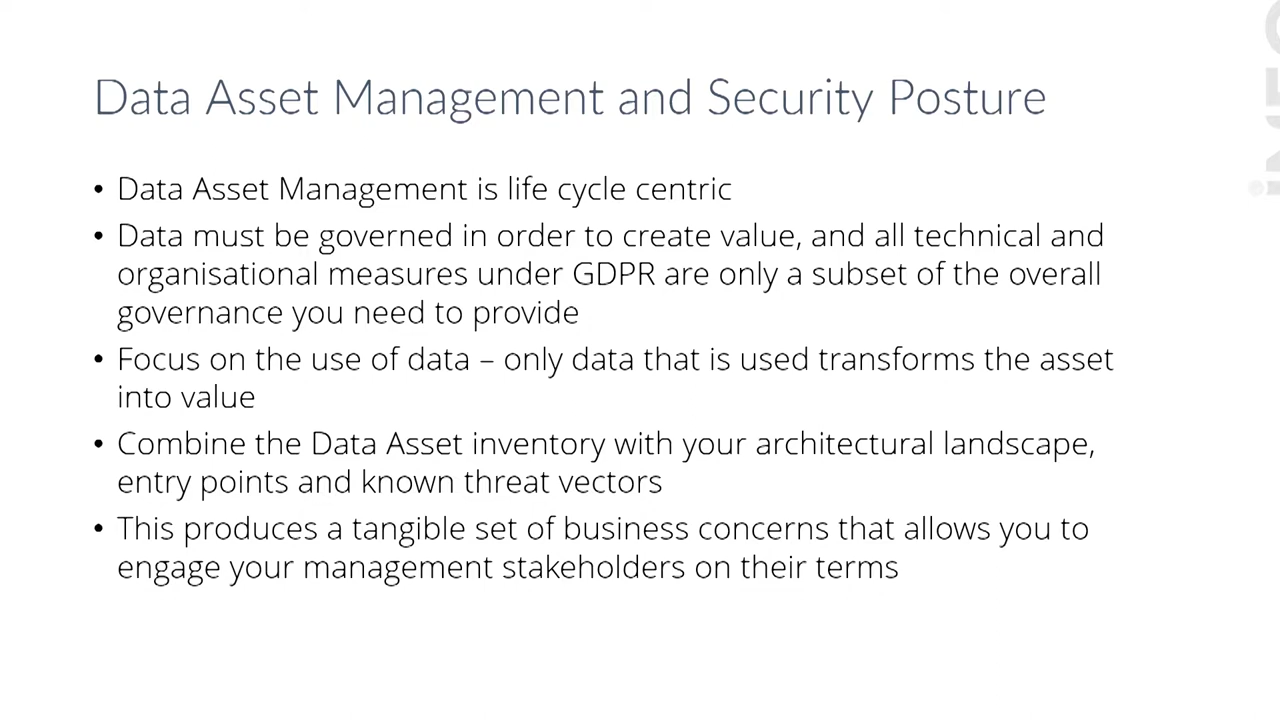 Data Asset Management and Security Posture
• Data Asset Management is life cycle centric
• Data must be governed in order to create value, and all technical and
organisational measures under GDPR are only a subset of the overall
governance you need to provide
• Focus on the use of data – only data that is used transforms the asset
into value
• Combine the Data Asset inventory with your architectural landscape,
entry points and known threat vectors
• This produces a tangible set of business concerns that allows you to
engage your management stakeholders on their terms